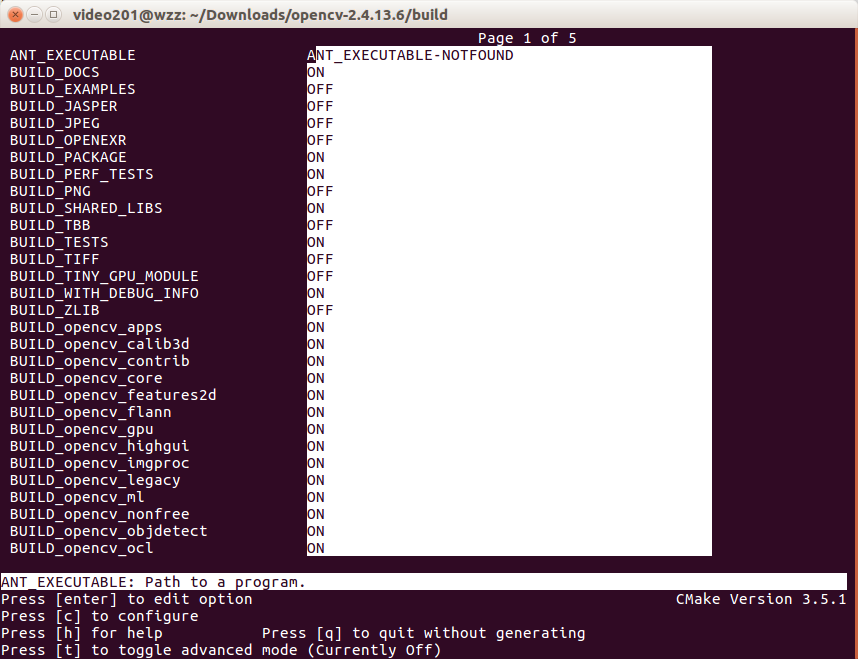 video201@wzz: ~/Downloads/opencv-2.4.13.6/build
Page 1 of 5
ANT_EXECUTABLE ANT_EXECUTABLE-NOTFOUND
BUILD_DOCS ON
BUILD_EXAMPLES OFF
BUILD_JASPER OFF
BUILD_JPEG OFF
BUILD_OPENEXR OFF
BUILD_PACKAGE ON
BUILD_PERF_TESTS ON
BUILD_PNG OFF
BUILD_SHARED_LIBS ON
BUILD_TBB OFF
BUILD_TESTS ON
BUILD_TIFF OFF
BUILD_TINY_GPU_MODULE OFF
BUILD_WITH_DEBUG_INFO ON
BUILD_ZLIB OFF
BUILD_opencv_apps ON
BUILD_opencv_calib3d ON
BUILD_opencv_contrib ON
BUILD_opencv_core ON
BUILD_opencv_features2d ON
BUILD_opencv_flann ON
BUILD_opencv_gpu ON
BUILD_opencv_highgui ON
BUILD_opencv_imgproc ON
BUILD_opencv_legacy ON
BUILD_opencv_ml ON
BUILD_opencv_nonfree ON
BUILD_opencv_objdetect ON
BUILD_opencv_ocl ON
ANT_EXECUTABLE: Path to a program.
Press [enter] to edit option CMake Version 3.5.1
Press [c] to configure
Press [h] for help Press [q] to quit without generating
Press [t] to toggle advanced mode (Currently Off)